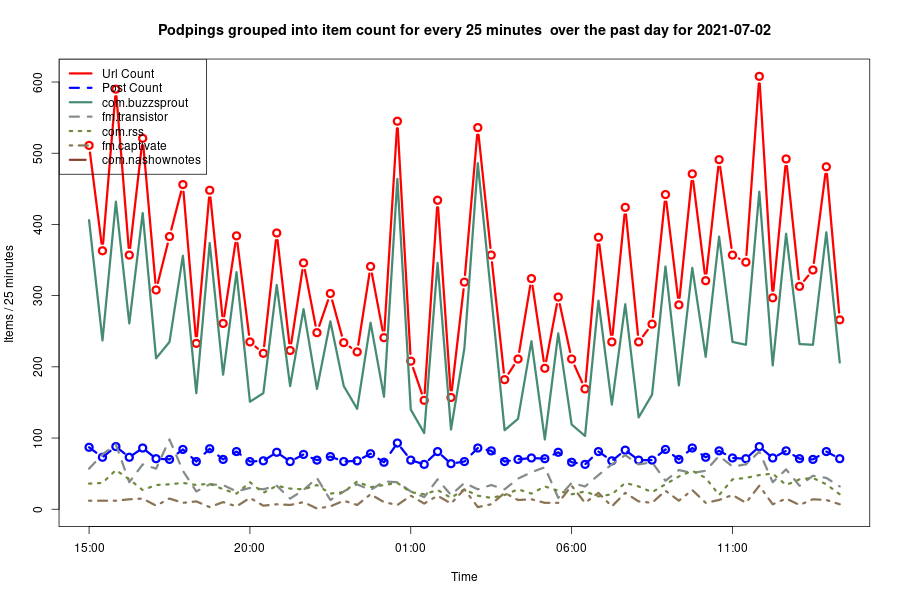 Podpings grouped into item count for every 25 minutes  over the past day for 2021-07-02
Url Count
Post Count
com.buzzsprout
fm.transistor
com.rss
fm.captivate
com.nashownotes
600
500
400
300
200
100
0
Items / 25 minutes
15:00 20:00 01:00 06:00 11:00
Time